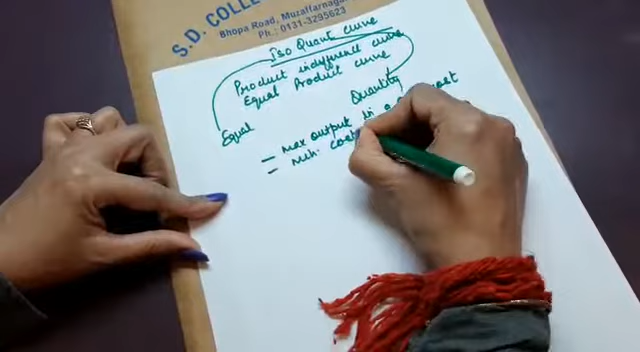 S.D. COLLE
Bhopa Road, Muzaffarnaga
Ph.: 0131-3295623
Iso Quant curve
Product indifference curve
Equal Product curve
Equal
Quantity
- Max output in a
- Min. cost